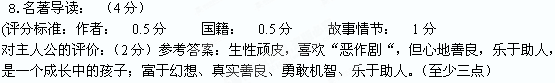 8.名著导读：（4 分）
(评分标准：作者： 0.5分 国籍： 0.5 分 故事情节： 1 分
对主人公的评价：(2 分) 参考答案：生性顽皮，喜欢“恶作剧“，但心地善良，乐于助人，
是一个成长中的孩子；富于幻想、真实善良、勇敢机智、乐于助人。（至少三点）